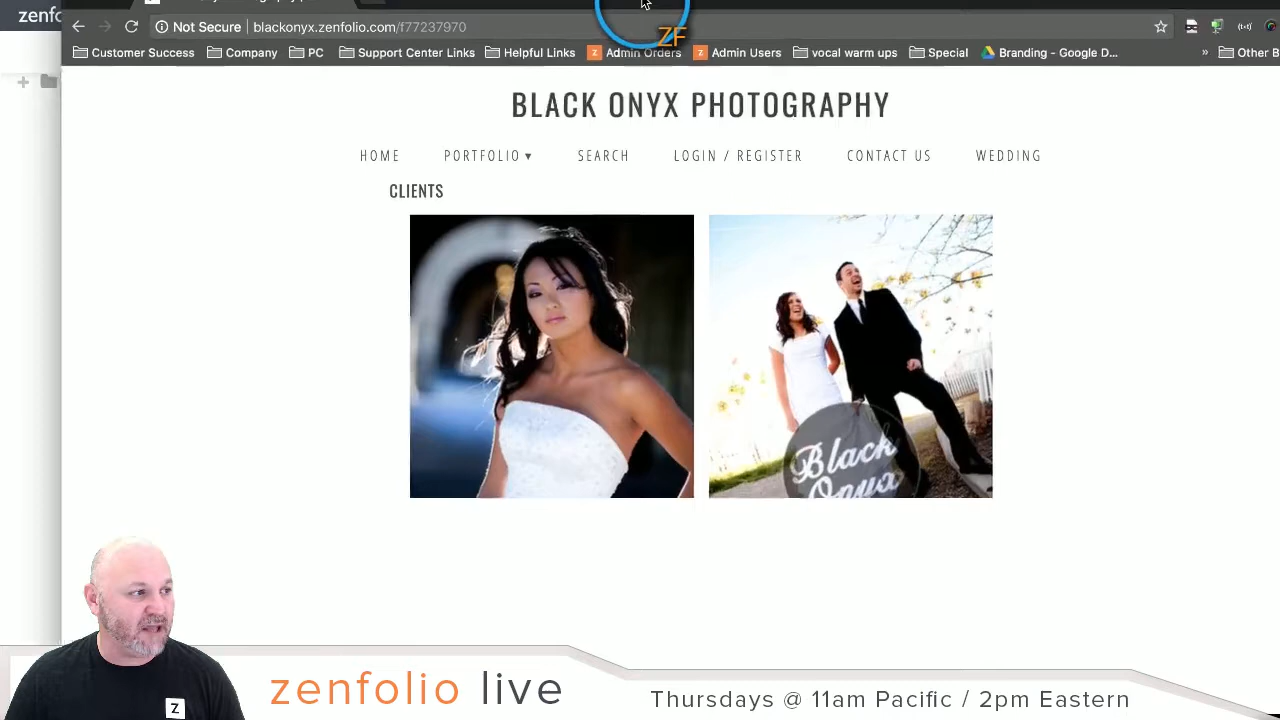 zenfo
Not Secure blackonyx.zenfolio.com/f77237970
ZF
Customer Success Company PC Support Center Links Helpful Links Admin Orders Admin Users vocal warm ups Special Branding - Google D... » Other B
BLACK ONYX PHOTOGRAPHY
HOME PORTFOLIO ▾ SEARCH LOGIN / REGISTER CONTACT US WEDDING
CLIENTS
Black
Onyx
Z
zenfolio live
Thursdays @ 11am Pacific / 2pm Eastern